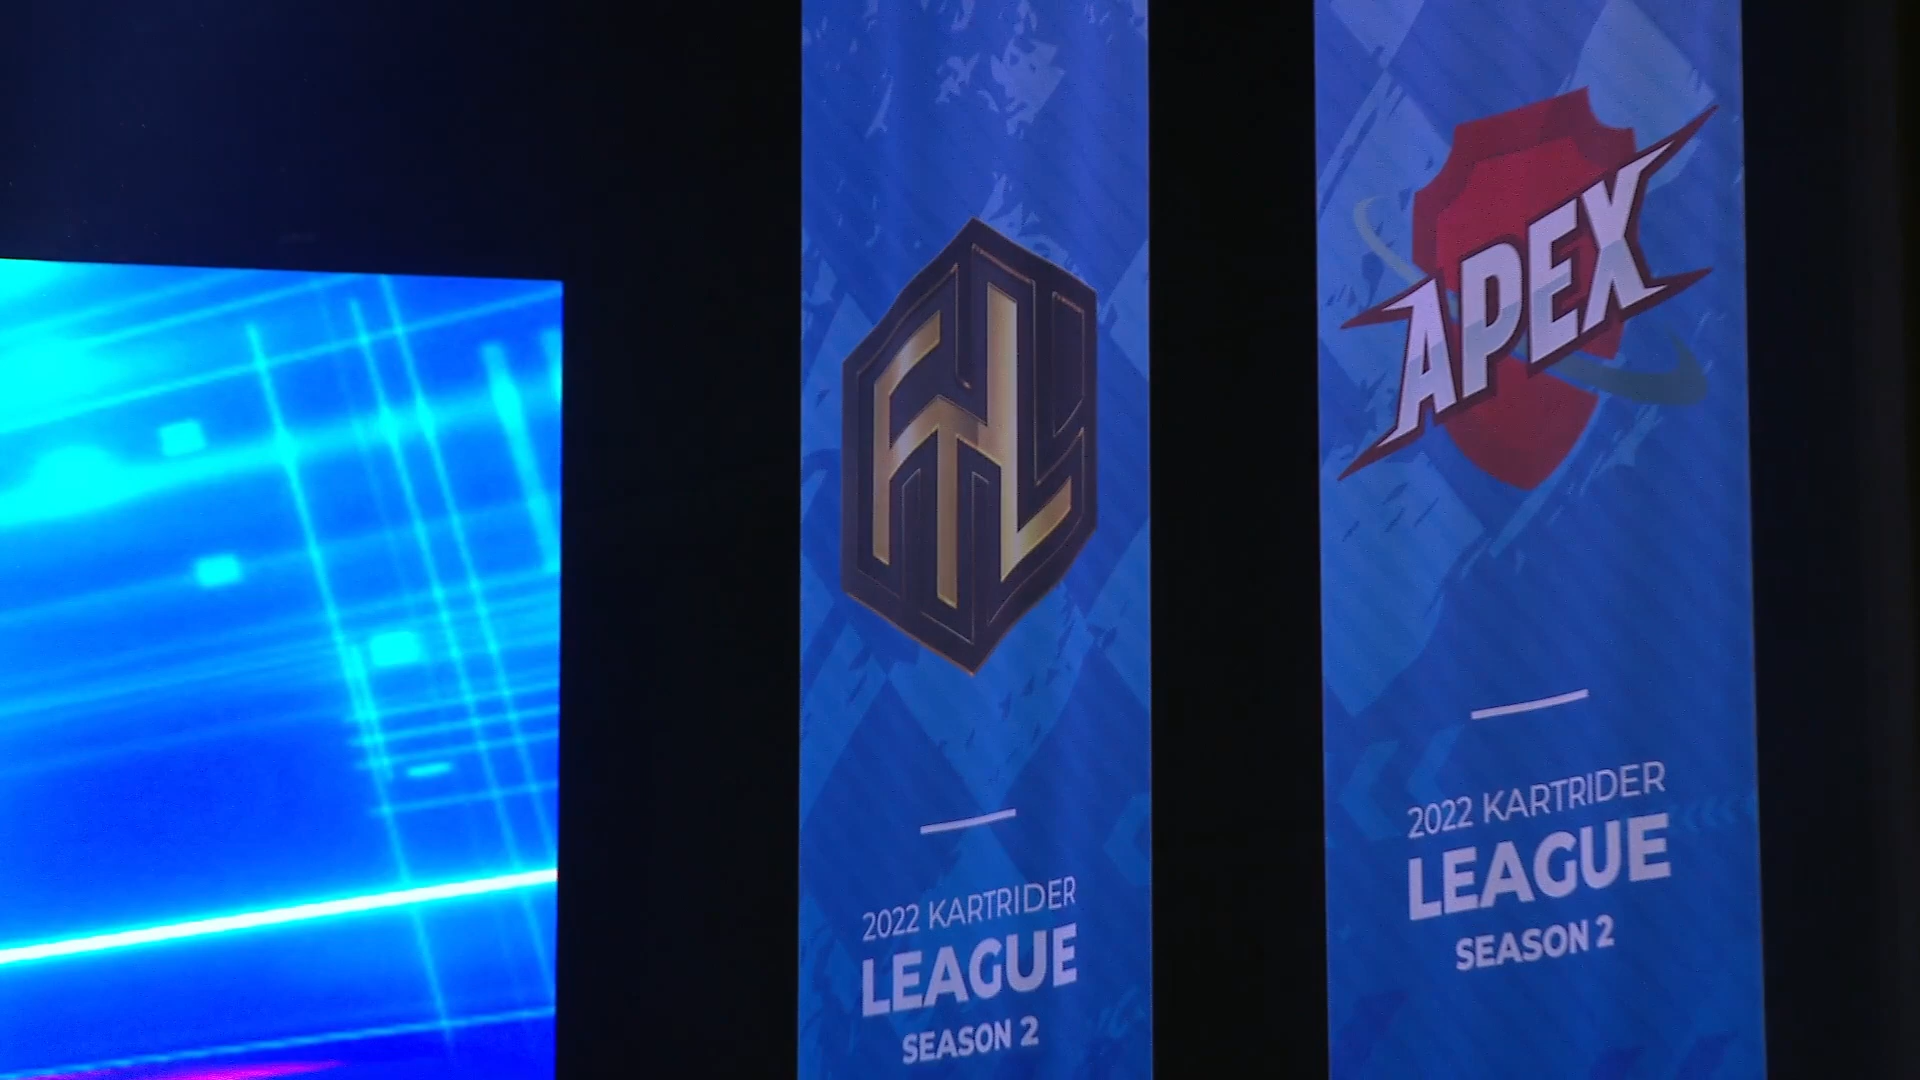 2022 KARTRIDER
LEAGUE
SEASON 2
APEX
2022 KARTRIDER
LEAGUE
SEASON 2